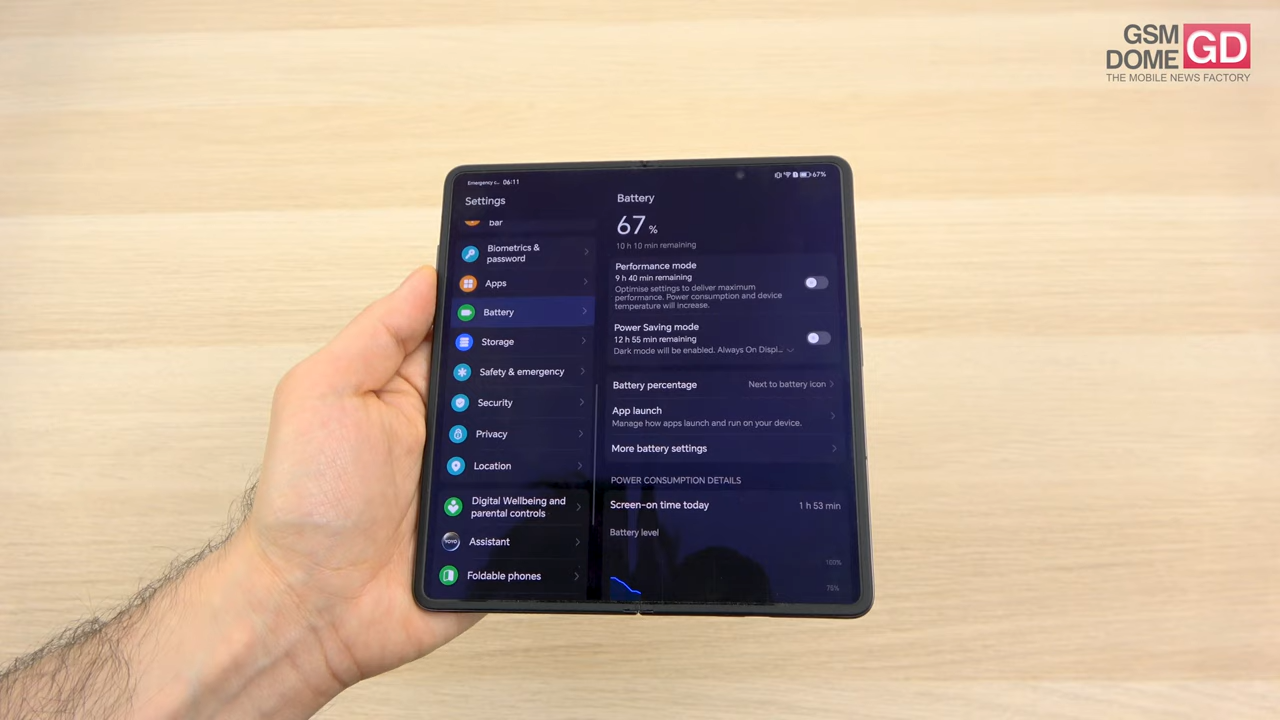 GSM
DOME
GD
THE MOBILE NEWS FACTORY
Emergency c... 06:11
67%
Settings
bar
Biometrics &
password
Apps
Battery
Storage
Safety & emergency
Security
Privacy
Location
Digital Wellbeing and
parental controls
YOYO
Assistant
Foldable phones
Battery
67 %
10 h 10 min remaining
Performance mode
9 h 40 min remaining
Optimise settings to deliver maximum
performance. Power consumption and device
temperature will increase.
Power Saving mode
12 h 55 min remaining
Dark mode will be enabled. Always On Displ...
Battery percentage
Next to battery icon
App launch
Manage how apps launch and run on your device.
More battery settings
POWER CONSUMPTION DETAILS
Screen-on time today
1 h 53 min
Battery level
100%
75%